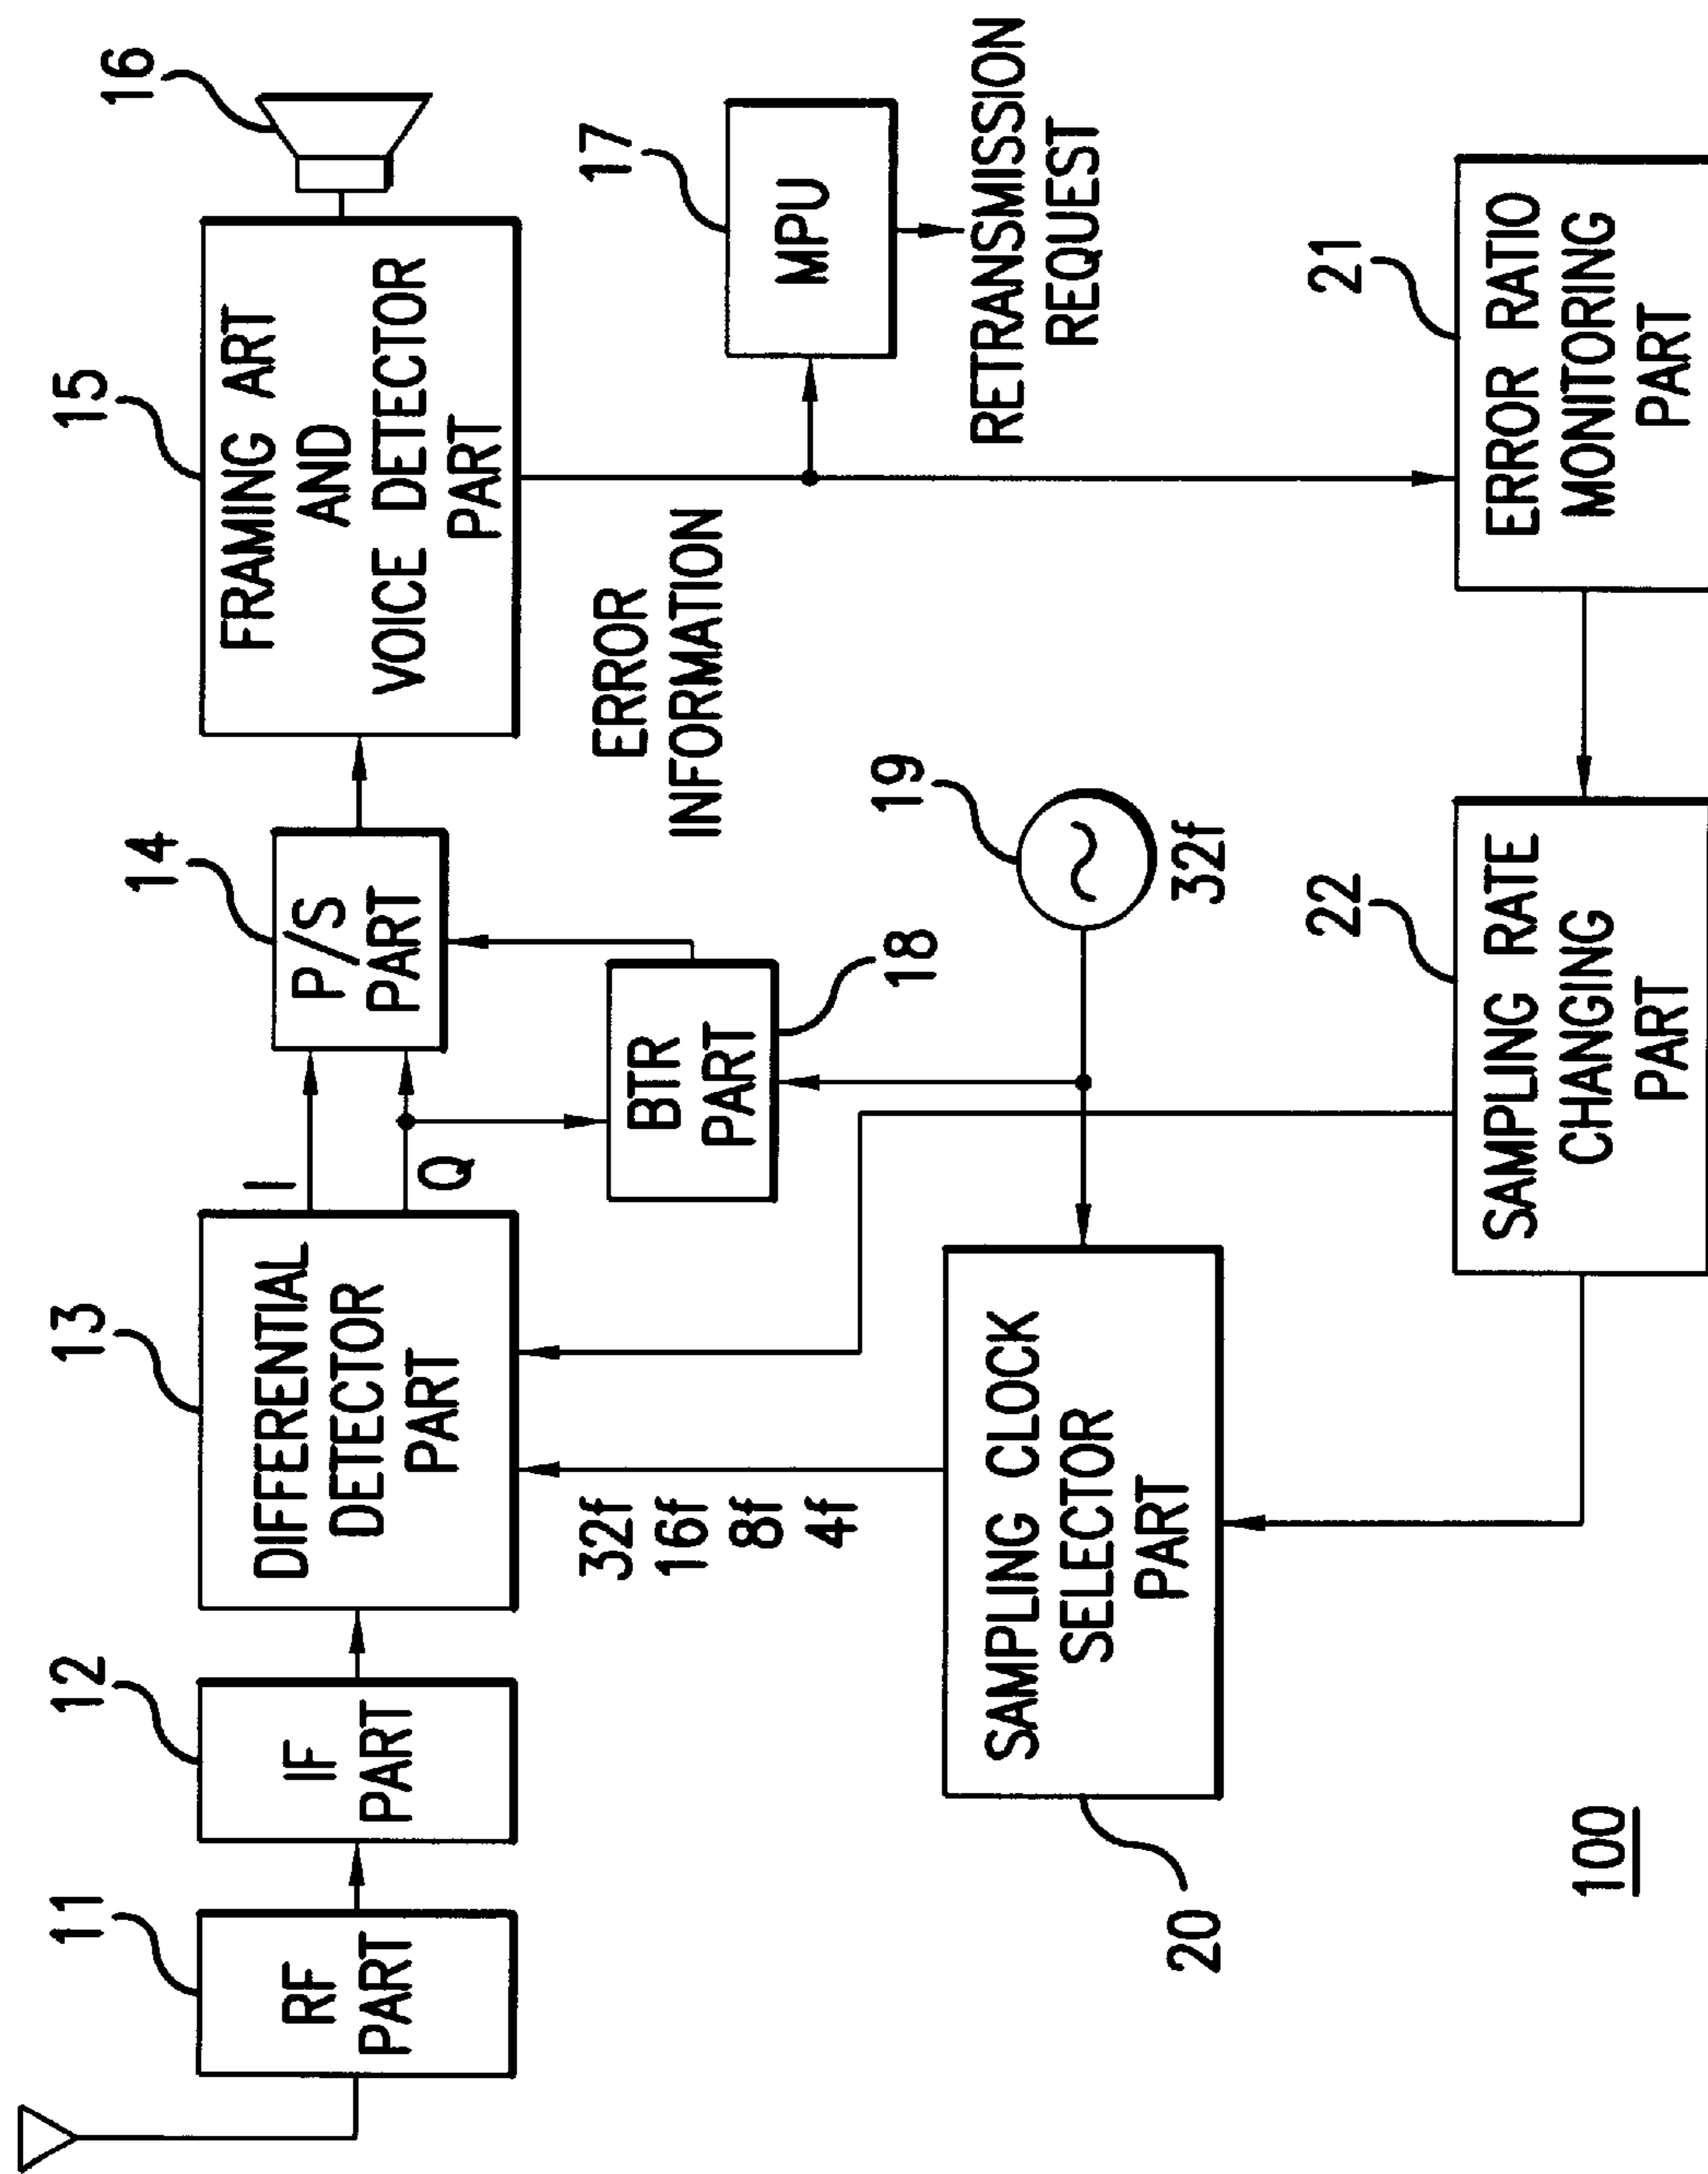 11
RF
PART
12
IF
PART
13
DIFFERENTIAL
DETECTOR
PART
I
Q
14
P/S
PART
15
FRAMING ART
AND
VOICE DETECTOR
PART
16
ERROR
INFORMATION
17
MPU
RETRANSMISSION
REQUEST
BTR
PART
18
19
32f
32f
16f
8f
4f
SAMPLING CLOCK
SELECTOR
PART
20
21
ERROR RATIO
MONITORING
PART
22
SAMPLING RATE
CHANGING
PART
100